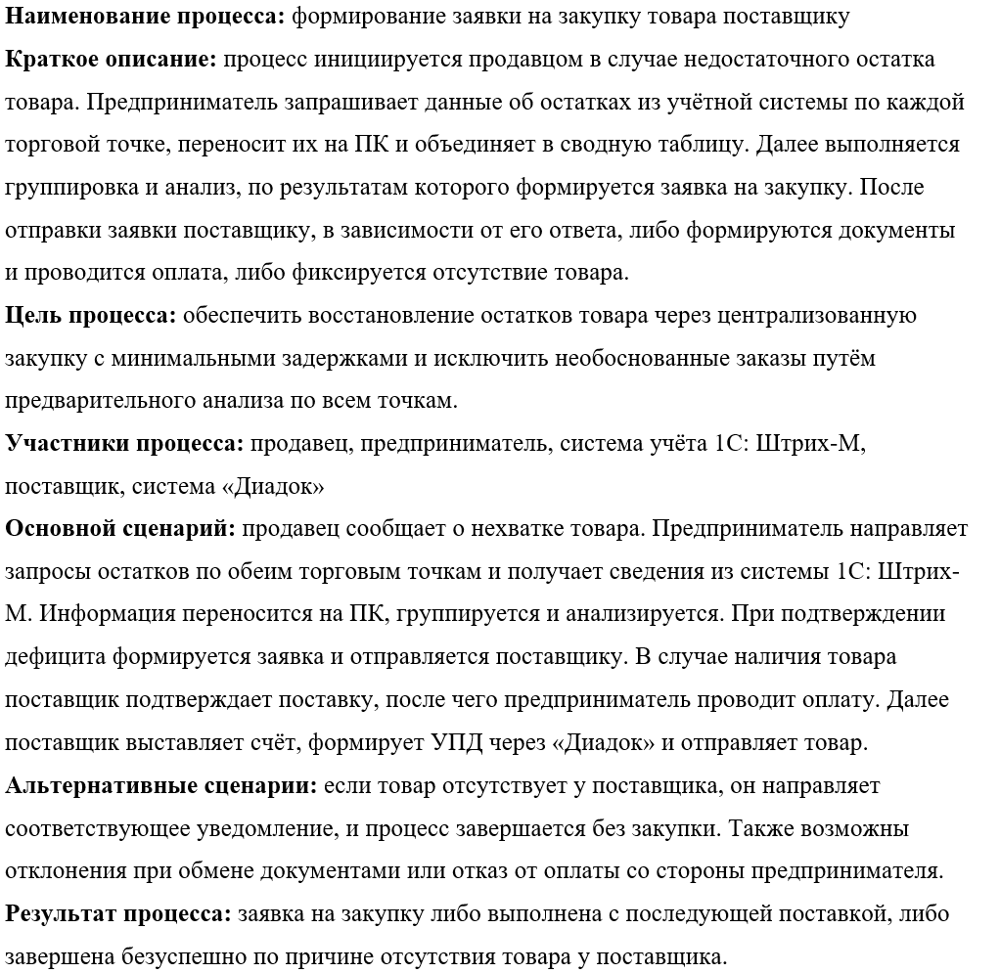 Наименование процесса: формирование заявки на закупку товара поставщику
Краткое описание: процесс инициируется продавцом в случае недостаточного остатка
товара. Предприниматель запрашивает данные об остатках из учётной системы по каждой
торговой точке, переносит их на ПК и объединяет в сводную таблицу. Далее выполняется
группировка и анализ, по результатам которого формируется заявка на закупку. После
отправки заявки поставщику, в зависимости от его ответа, либо формируются документы
и проводится оплата, либо фиксируется отсутствие товара.
Цель процесса: обеспечить восстановление остатков товара через централизованную
закупку с минимальными задержками и исключить необоснованные заказы путём
предварительного анализа по всем точкам.
Участники процесса: продавец, предприниматель, система учёта 1С: Штрих-М,
поставщик, система «Диадок»
Основной сценарий: продавец сообщает о нехватке товара. Предприниматель направляет
запросы остатков по обеим торговым точкам и получает сведения из системы 1С: Штрих-
М. Информация переносится на ПК, группируется и анализируется. При подтверждении
дефицита формируется заявка и отправляется поставщику. В случае наличия товара
поставщик подтверждает поставку, после чего предприниматель проводит оплату. Далее
поставщик выставляет счёт, формирует УПД через «Диадок» и отправляет товар.
Альтернативные сценарии: если товар отсутствует у поставщика, он направляет
соответствующее уведомление, и процесс завершается без закупки. Также возможны
отклонения при обмене документами или отказ от оплаты со стороны предпринимателя.
Результат процесса: заявка на закупку либо выполнена с последующей поставкой, либо
завершена безуспешно по причине отсутствия товара у поставщика.